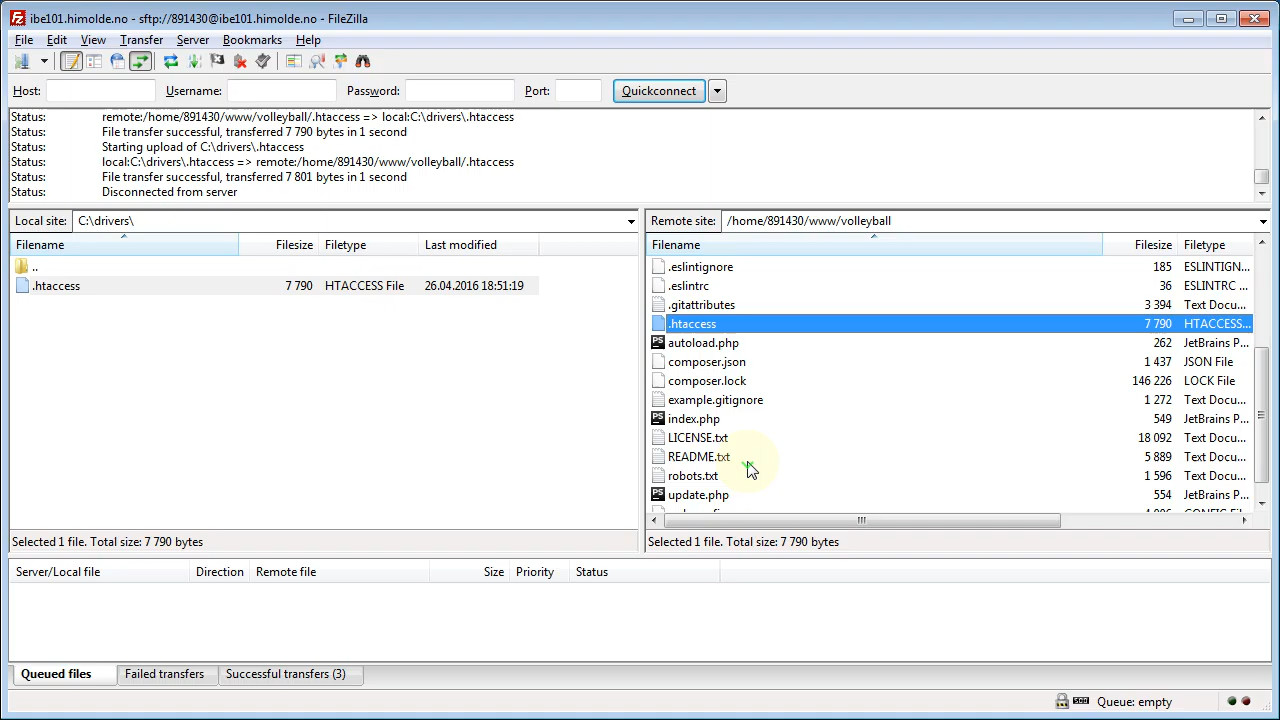 ibe101.himolde.no - sftp://891430@ibe101.himolde.no - FileZilla
File Edit View Transfer Server Bookmarks Help
Host: Username: Password: Port: Quickconnect
Status: remote:/home/891430/www/volleyball/.htaccess => local:C:\drivers\.htaccess
Status: File transfer successful, transferred 7 790 bytes in 1 second
Status: Starting upload of C:\drivers\.htaccess
Status: local:C:\drivers\.htaccess => remote:/home/891430/www/volleyball/.htaccess
Status: File transfer successful, transferred 7 801 bytes in 1 second
Status: Disconnected from server
Local site: C:\drivers\
Filename Filesize Filetype Last modified
..
.htaccess 7 790 HTACCESS File 26.04.2016 18:51:19
Selected 1 file. Total size: 7 790 bytes
Remote site: /home/891430/www/volleyball
Filename Filesize Filetype
.eslintignore 185 ESLINTIGN...
.eslintrc 36 ESLINTRC ...
.gitattributes 3 394 Text Docu...
.htaccess 7 790 HTACCESS...
autoload.php 262 JetBrains P...
composer.json 1 437 JSON File
composer.lock 146 226 LOCK File
example.gitignore 1 272 Text Docu...
index.php 549 JetBrains P...
LICENSE.txt 18 092 Text Docu...
README.txt 5 889 Text Docu...
robots.txt 1 596 Text Docu...
update.php 554 JetBrains P...
Selected 1 file. Total size: 7 790 bytes
Server/Local file Direction Remote file Size Priority Status
Queued files Failed transfers Successful transfers (3)
Queue: empty